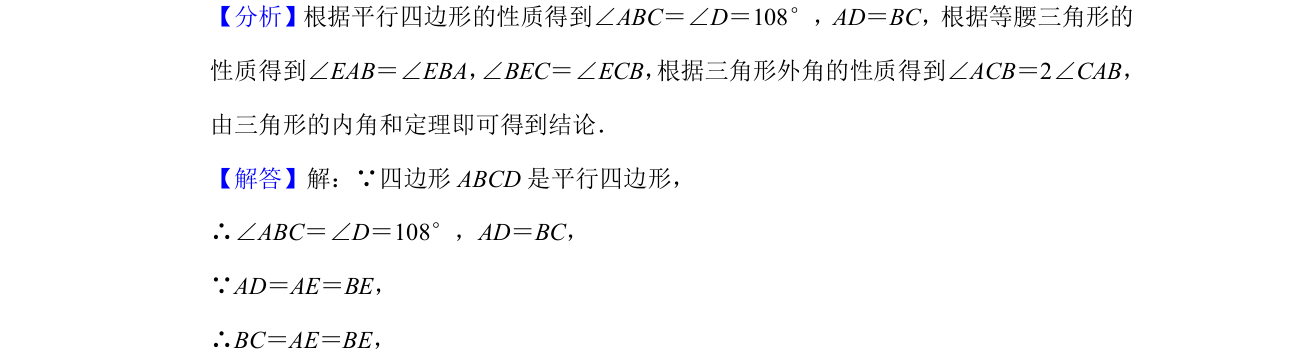 【分析】根据平行四边形的性质得到∠ABC＝∠D＝108°，AD＝BC，根据等腰三角形的
性质得到∠EAB＝∠EBA，∠BEC＝∠ECB，根据三角形外角的性质得到∠ACB＝2∠CAB，
由三角形的内角和定理即可得到结论．
【解答】解：∵四边形 ABCD 是平行四边形，
∴∠ABC＝∠D＝108°，AD＝BC，
∵AD＝AE＝BE，
∴BC＝AE＝BE，